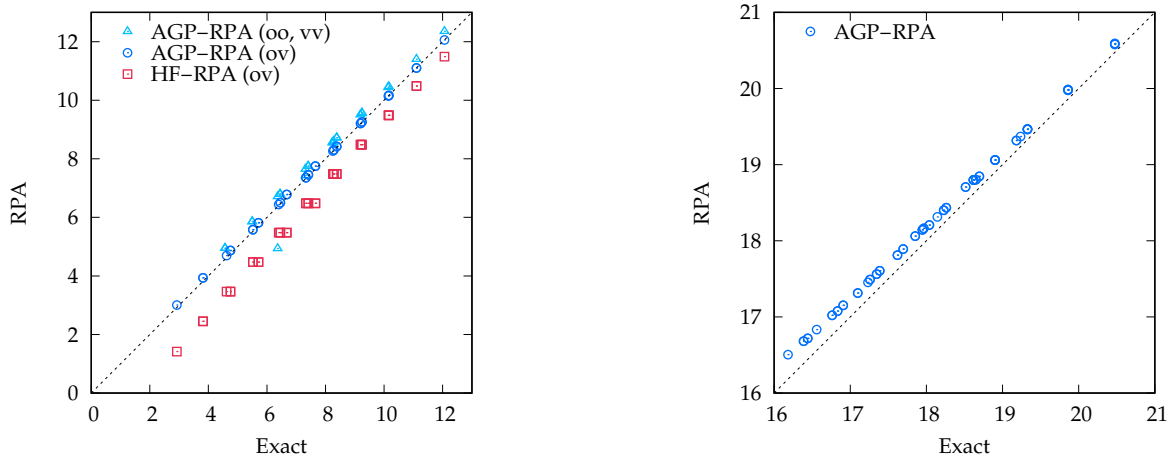 AGP−RPA (oo, vv)
AGP−RPA (ov)
HF−RPA (ov)
RPA
12
10
8
6
4
2
0
0 2 4 6 8 10 12
Exact
AGP−RPA
RPA
21
20
19
18
17
16
16 17 18 19 20 21
Exact